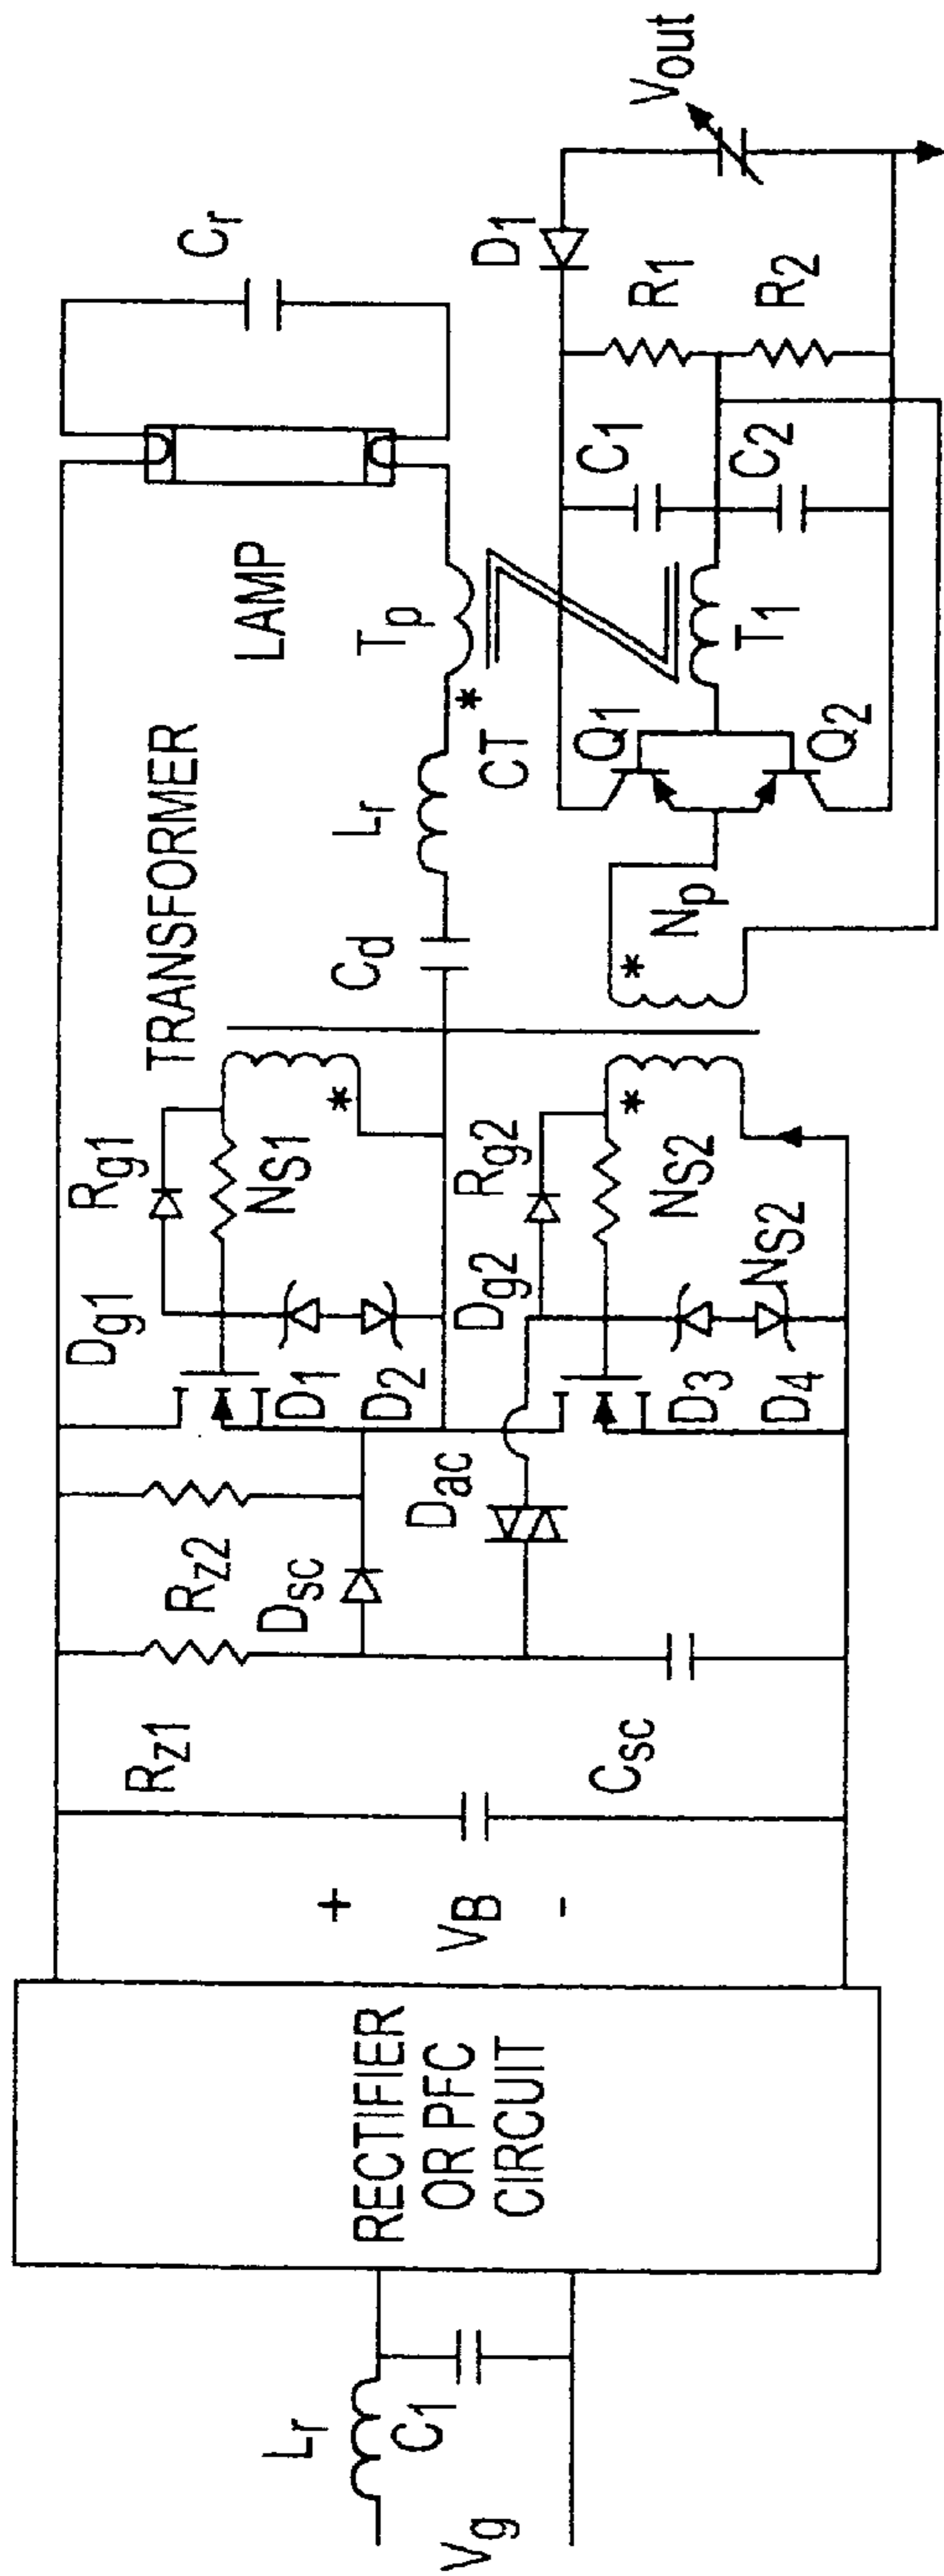 Vg
Lr
C1
RECTIFIER
OR PFC
CIRCUIT
+
VB
-
Rz1
Csc
Rz2
Dsc
Dac
Dg1
D1
D2
Rg1
NS1
Dg2
D3
D4
Rg2
NS2
NS2
TRANSFORMER
*
*
*
Np
Cd
Lr
CT
*
Tp
LAMP
Cr
Q1
Q2
T1
C1
C2
D1
R1
R2
Vout